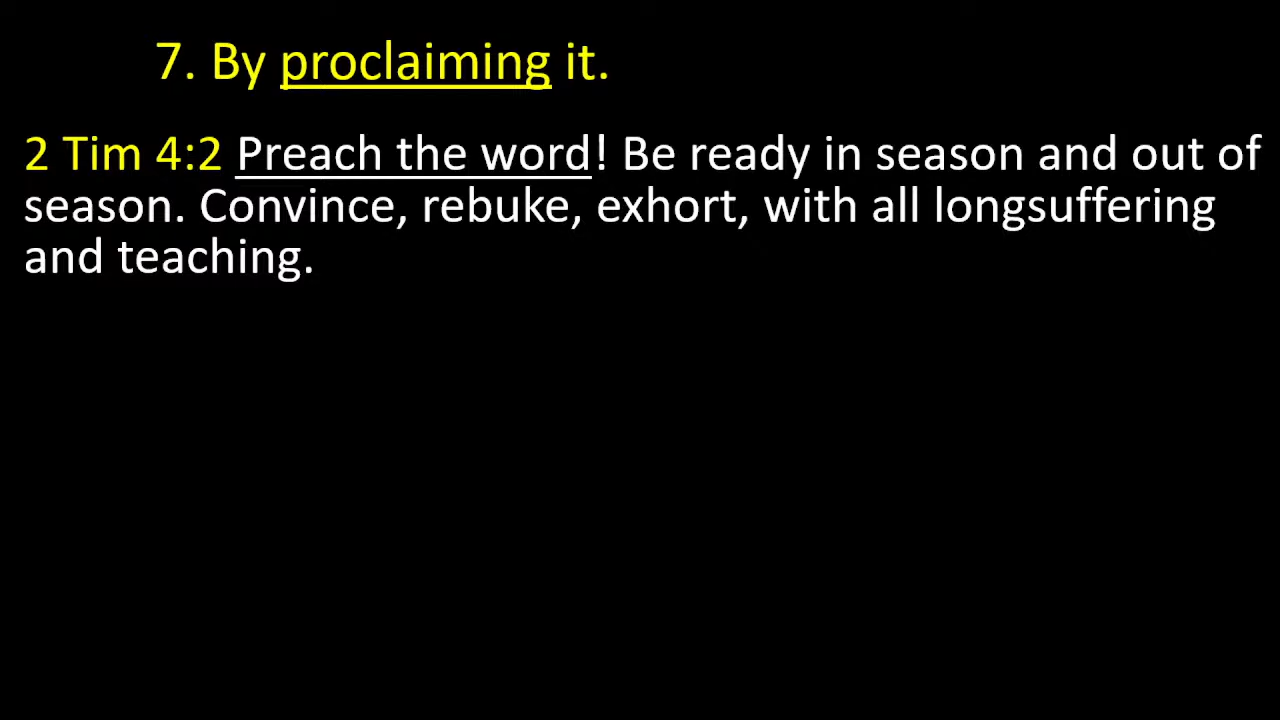 7. By proclaiming it.
2 Tim 4:2 Preach the word! Be ready in season and out of
season. Convince, rebuke, exhort, with all longsuffering
and teaching.